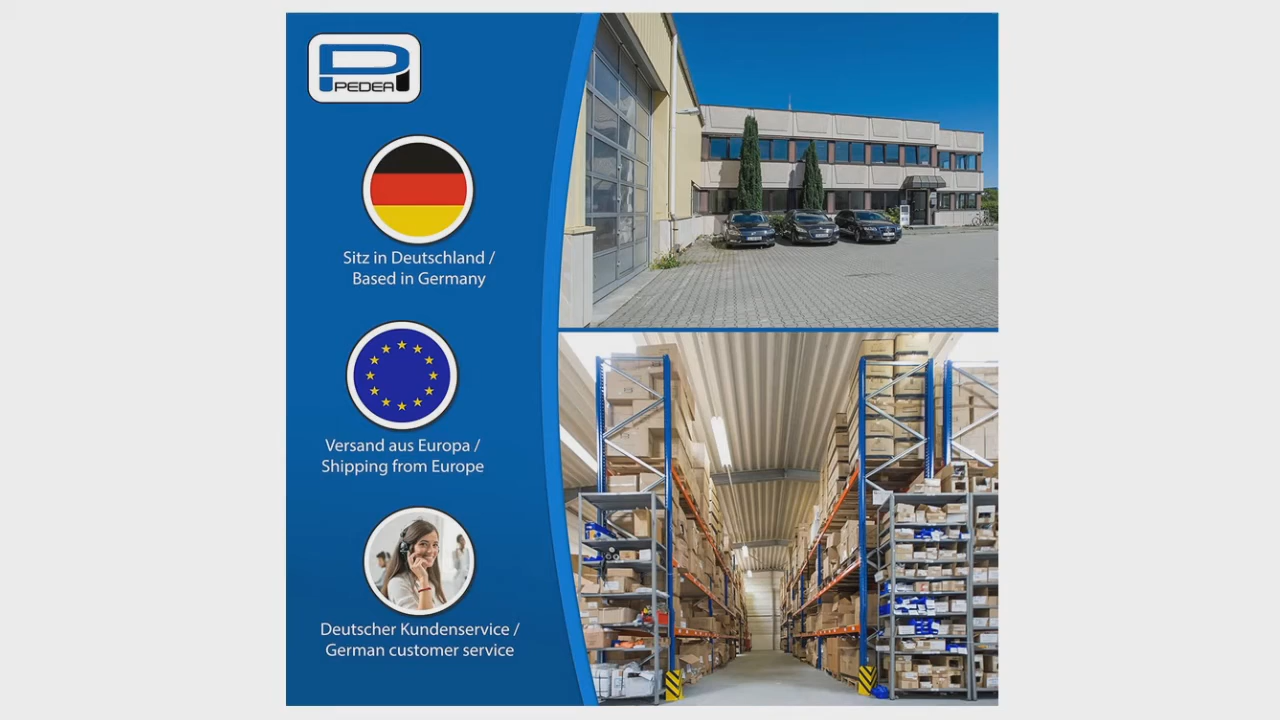 PEDEA
Sitz in Deutschland /
Based in Germany
Versand aus Europa /
Shipping from Europe
Deutscher Kundenservice /
German customer service